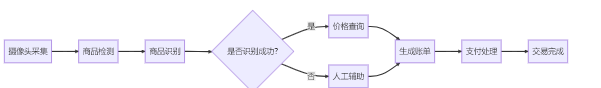 摄像头采集
商品检测
商品识别
是否识别成功?
是
价格查询
否
人工辅助
生成账单
支付处理
交易完成